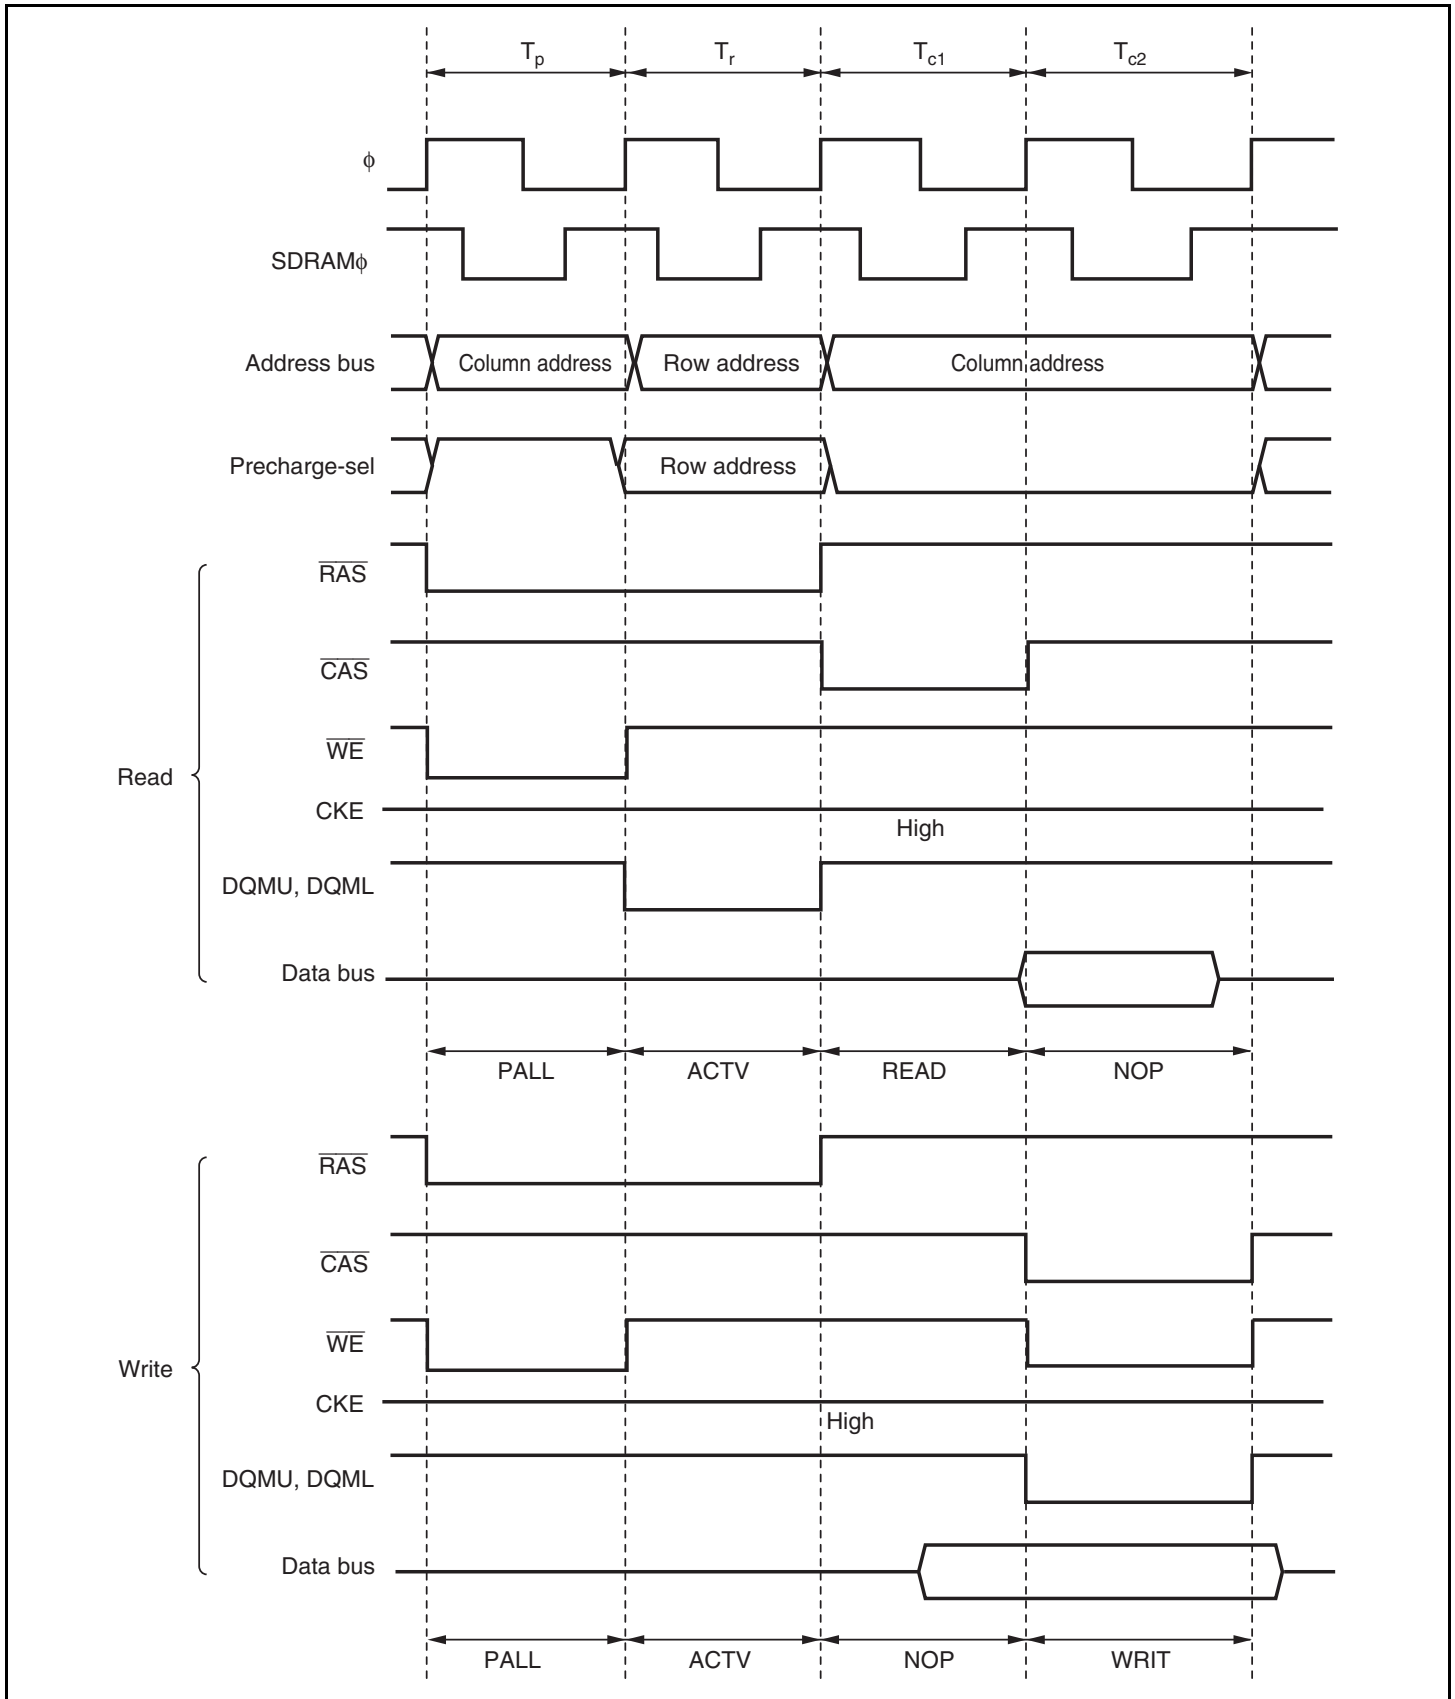 Tp Tr Tc1 Tc2
ϕ
SDRAMϕ
Address bus Column address Row address Column address
Precharge-sel Row address
RAS
CAS
WE
Read
CKE
High
DQMU, DQML
Data bus
PALL ACTV READ NOP
RAS
CAS
WE
Write
CKE
High
DQMU, DQML
Data bus
PALL ACTV NOP WRIT